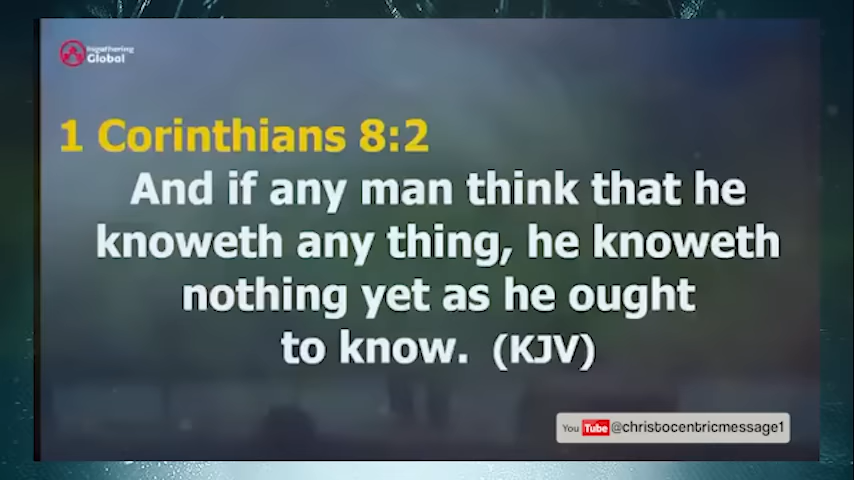 Ingathering
Global
1 Corinthians 8:2
And if any man think that he
knoweth any thing, he knoweth
nothing yet as he ought
to know. (KJV)
You Tube @christocentricmessage1